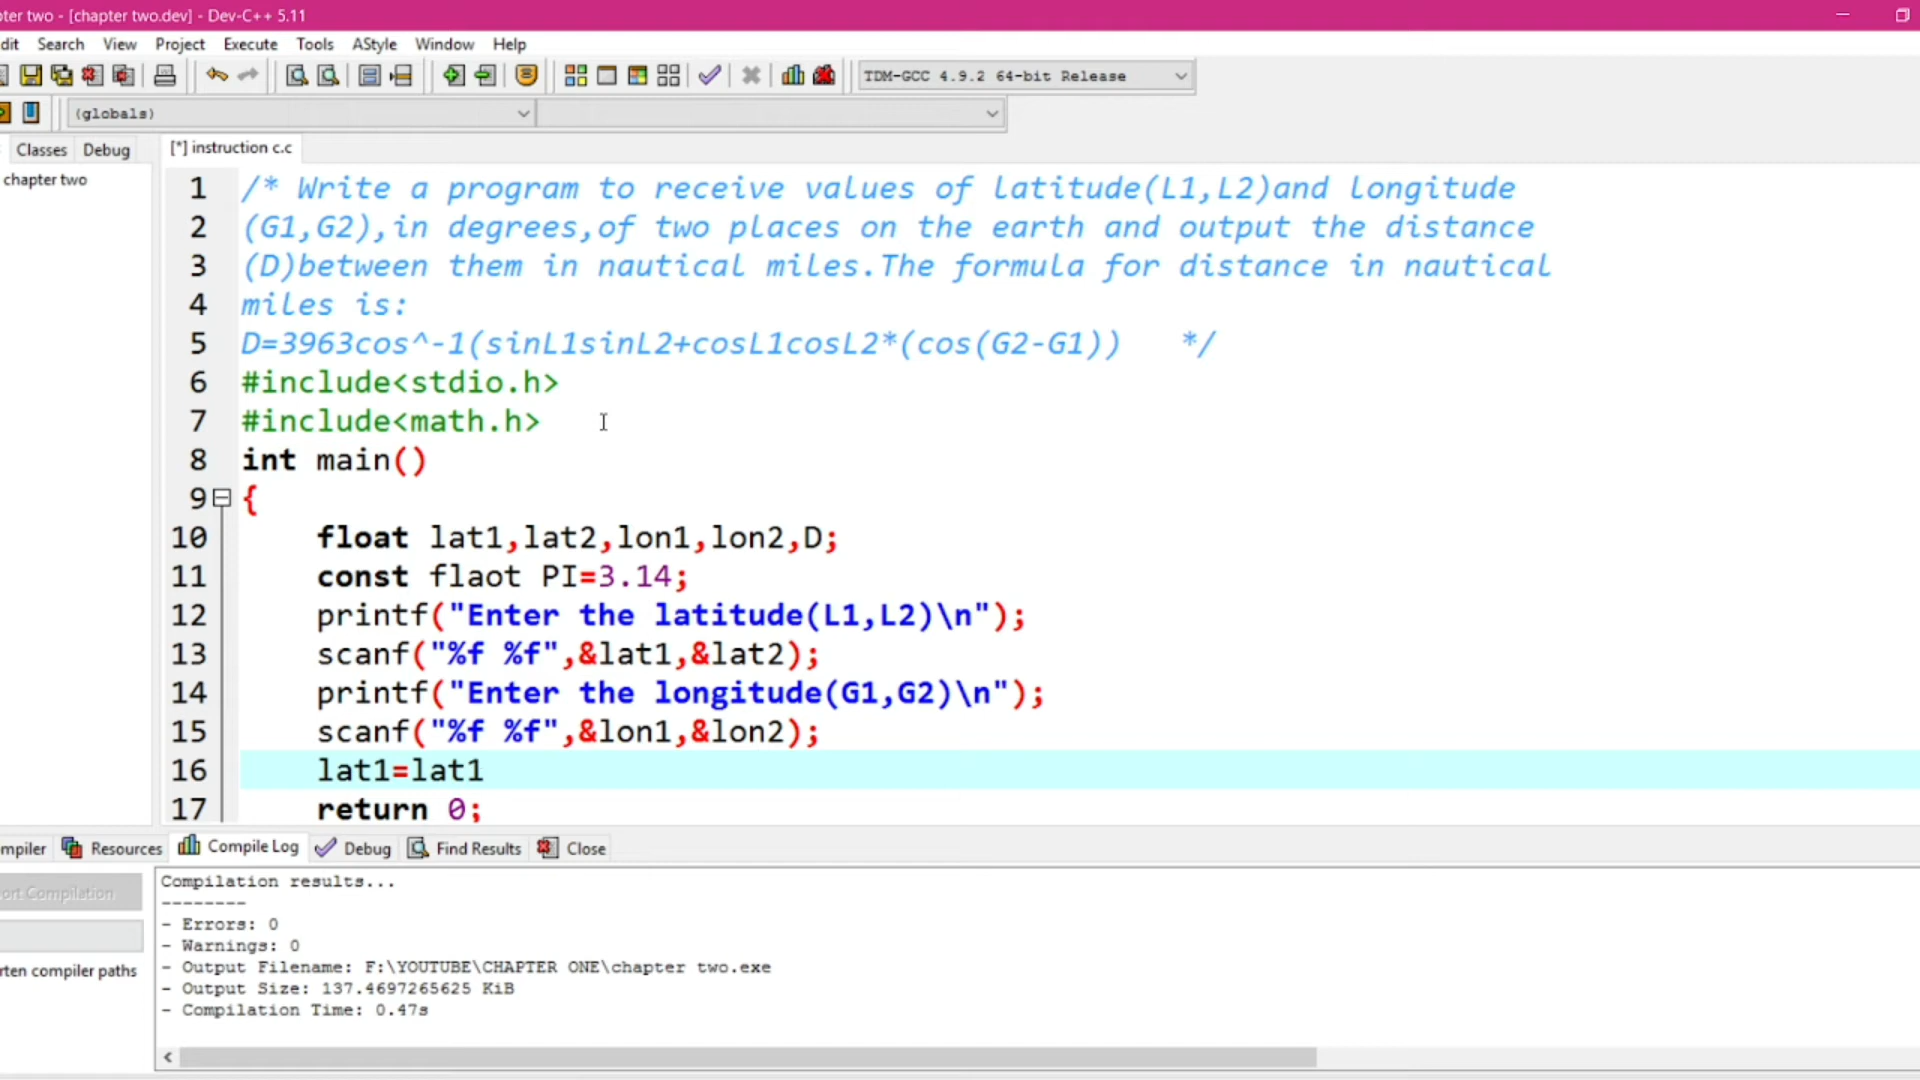 ter two - [chapter two.dev] - Dev-C++ 5.11
dit Search View Project Execute Tools AStyle Window Help
TDM-GCC 4.9.2 64-bit Release
(globals)
Classes Debug [*] instruction c.c
chapter two
1 /* Write a program to receive values of latitude(L1,L2)and longitude
2 (G1,G2),in degrees,of two places on the earth and output the distance
3 (D)between them in nautical miles.The formula for distance in nautical
4 miles is:
5 D=3963cos^-1(sinL1sinL2+cosL1cosL2*(cos(G2-G1)) */
6 #include<stdio.h>
7 #include<math.h>
8 int main()
9 {
10 float lat1,lat2,lon1,lon2,D;
11 const flaot PI=3.14;
12 printf("Enter the latitude(L1,L2)\n");
13 scanf("%f %f",&lat1,&lat2);
14 printf("Enter the longitude(G1,G2)\n");
15 scanf("%f %f",&lon1,&lon2);
16 lat1=lat1
17 return 0;
mpiler Resources Compile Log Debug Find Results Close
ort Compilation
rten compiler paths
Compilation results...
--------
- Errors: 0
- Warnings: 0
- Output Filename: F:\YOUTUBE\CHAPTER ONE\chapter two.exe
- Output Size: 137.4697265625 KiB
- Compilation Time: 0.47s